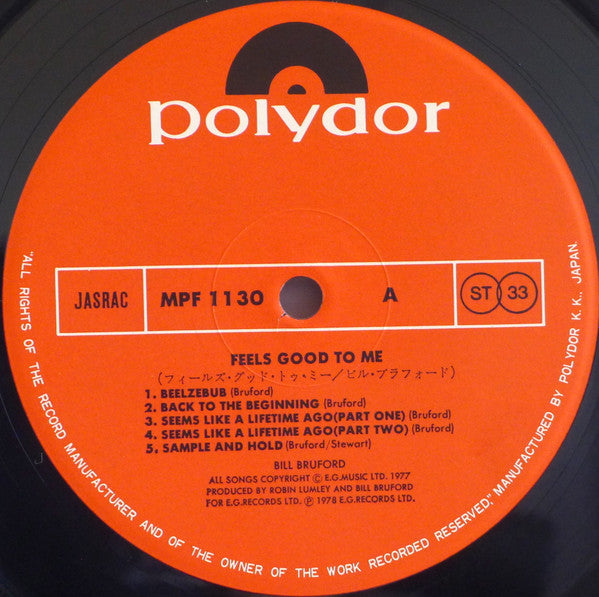 polydor
JASRAC MPF 1130 A ST 33
FEELS GOOD TO ME
(フィールズ・グッド・トゥ・ミー/ビル・ブラフォード)
1. BEELZEBUB (Bruford)
2. BACK TO THE BEGINNING (Bruford)
3. SEEMS LIKE A LIFETIME AGO(PART ONE) (Bruford)
4. SEEMS LIKE A LIFETIME AGO(PART TWO) (Bruford)
5. SAMPLE AND HOLD (Bruford/Stewart)
BILL BRUFORD
ALL SONGS COPYRIGHT © E.G.MUSIC LTD. 1977
PRODUCED BY ROBIN LUMLEY AND BILL BRUFORD
FOR E.G.RECORDS LTD. ℗ 1978 E.G.RECORDS LTD.
"ALL RIGHTS OF THE RECORD MANUFACTURER AND OF THE OWNER OF THE WORK RECORDED RESERVED," MANUFACTURED BY POLYDOR K.K., JAPAN.